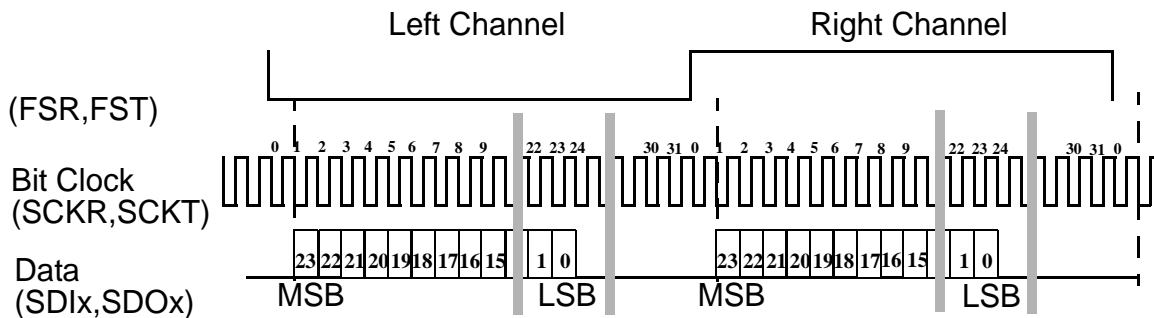 Left Channel Right Channel
(FSR,FST)
0 1 2 3 4 5 6 7 8 9 22 23 24 30 31 0 1 2 3 4 5 6 7 8 9 22 23 24 30 31 0
Bit Clock
(SCKR,SCKT)
23 22 21 20 19 18 17 16 15 1 0 23 22 21 20 19 18 17 16 15 1 0
Data
(SDIx,SDOx)
MSB LSB MSB LSB